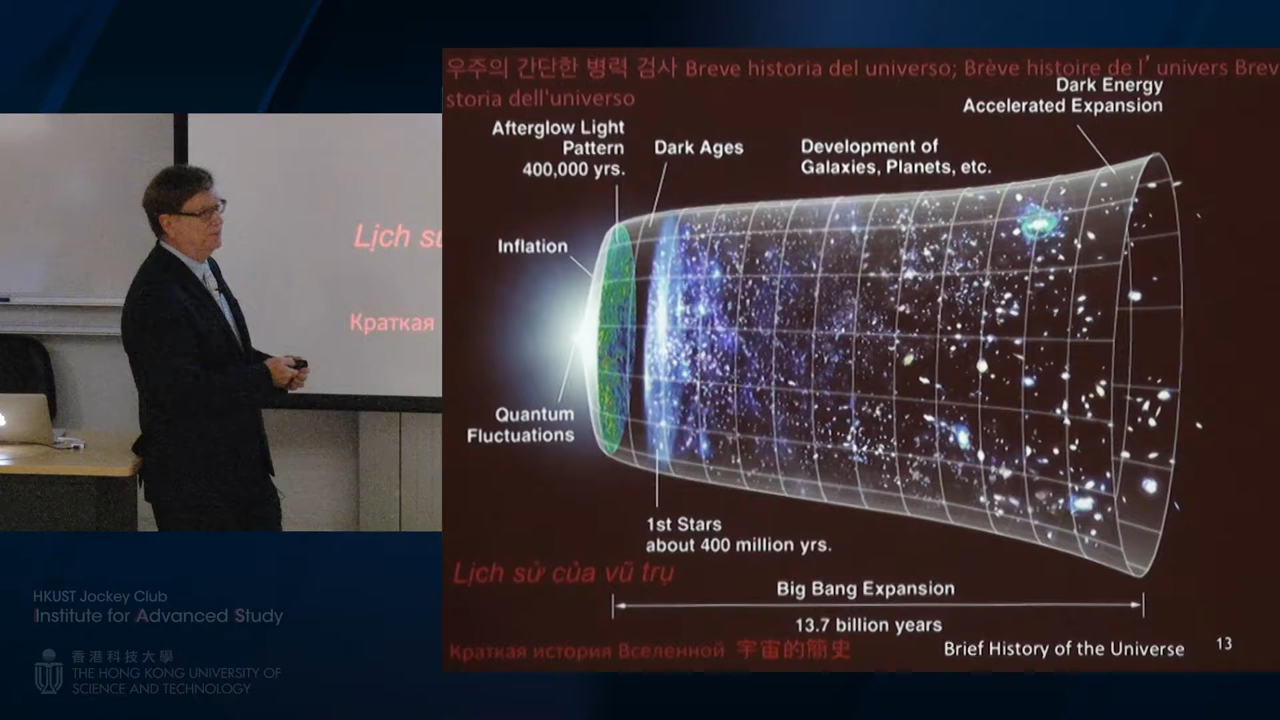 우주의 간단한 병력 검사 Breve historia del universo; Brève histoire de l' univers Brev
storia dell'universo
Dark Energy
Accelerated Expansion
Afterglow Light
Pattern
400,000 yrs.
Dark Ages
Development of
Galaxies, Planets, etc.
Inflation
Quantum
Fluctuations
1st Stars
about 400 million yrs.
Lịch sử của vũ trụ
Big Bang Expansion
13.7 billion years
Краткая история Вселенной 宇宙的簡史
Brief History of the Universe
13
Lịch sử
Краткая
HKUST Jockey Club
Institute for Advanced Study
香港科技大學
THE HONG KONG UNIVERSITY OF
SCIENCE AND TECHNOLOGY